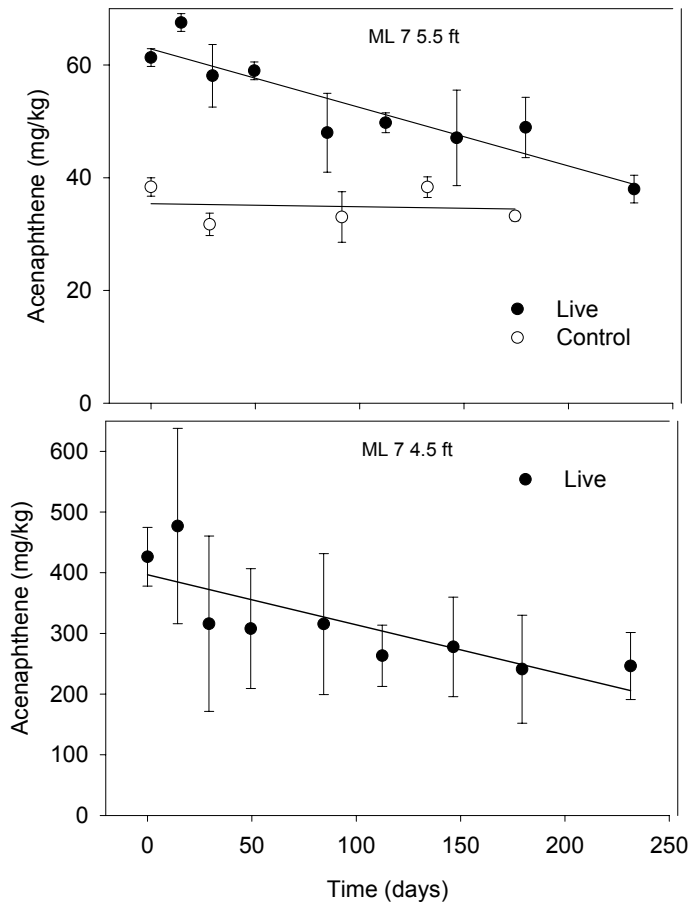 ML 7 5.5 ft
60
40
20
0
Acenaphthene (mg/kg)
Live
Control
ML 7 4.5 ft
600
500
400
300
200
100
0
Acenaphthene (mg/kg)
Live
0 50 100 150 200 250
Time (days)